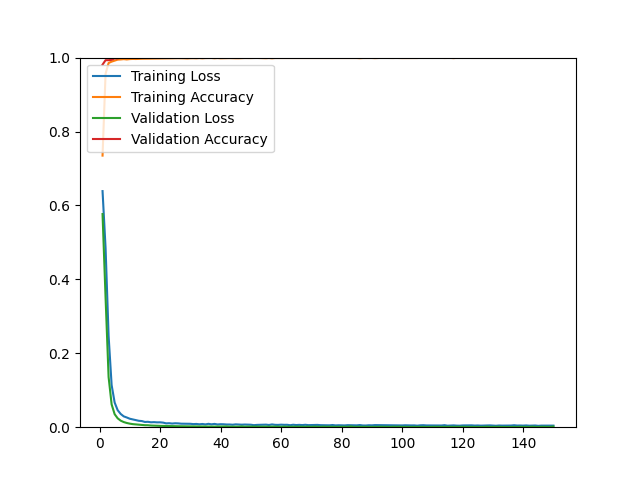 1.0
0.8
0.6
0.4
0.2
0.0
Training Loss
Training Accuracy
Validation Loss
Validation Accuracy
0 20 40 60 80 100 120 140